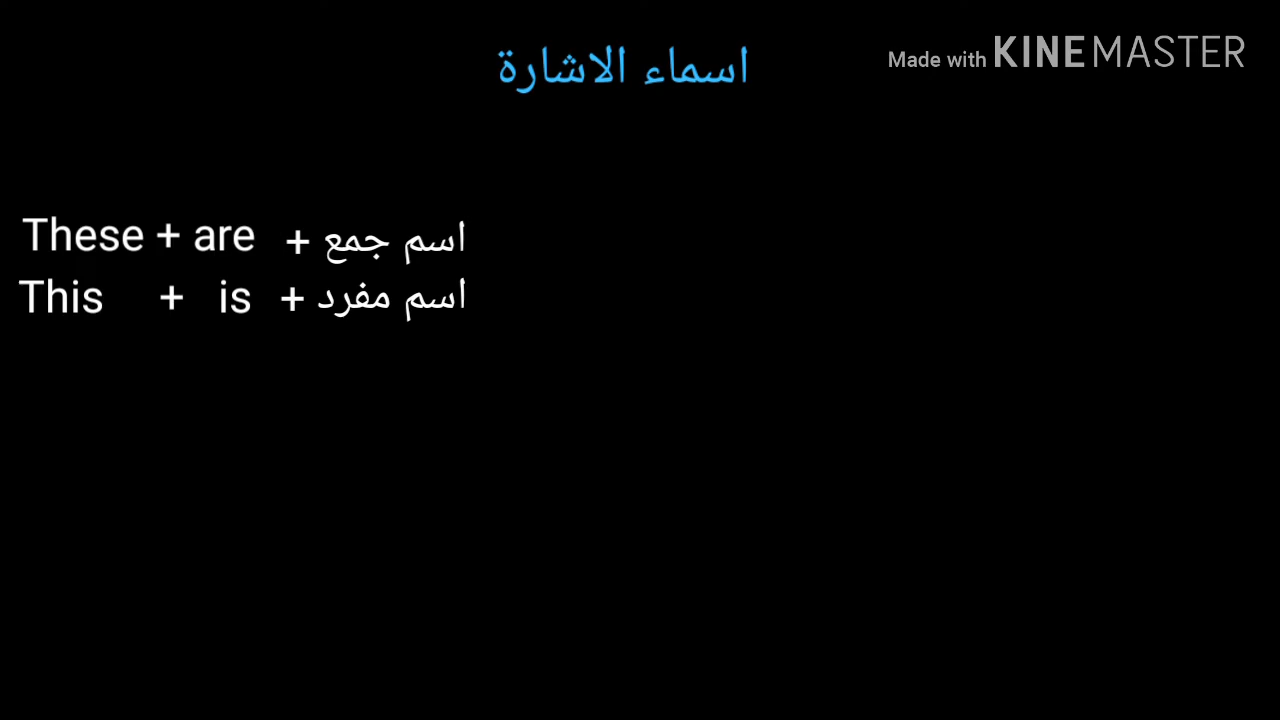 اسماء الاشارة
Made with KINEMASTER
These + are + اسم جمع
This + is + اسم مفرد